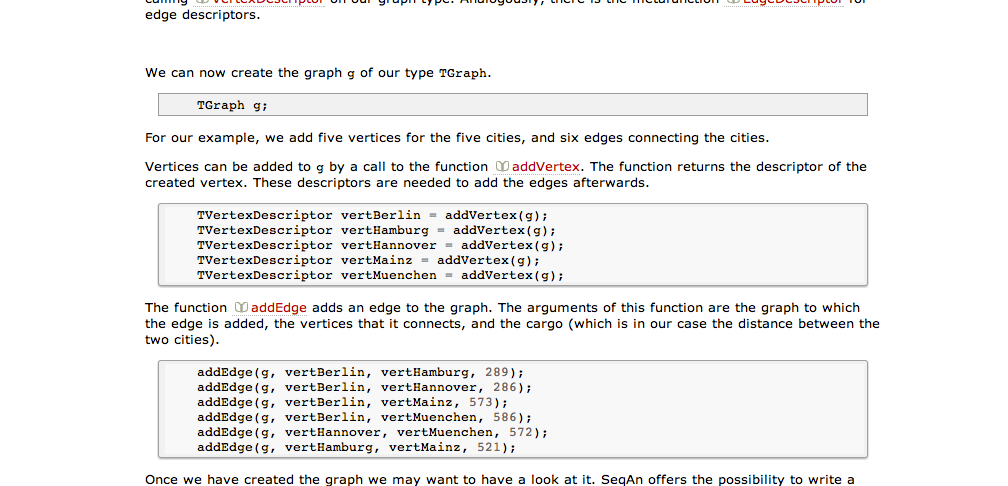 calling VertexDescriptor on our graph type. Analogously, there is the metafunction EdgeDescriptor for
edge descriptors.
We can now create the graph g of our type TGraph.
TGraph g;
For our example, we add five vertices for the five cities, and six edges connecting the cities.
Vertices can be added to g by a call to the function addVertex. The function returns the descriptor of the
created vertex. These descriptors are needed to add the edges afterwards.
TVertexDescriptor vertBerlin = addVertex(g);
TVertexDescriptor vertHamburg = addVertex(g);
TVertexDescriptor vertHannover = addVertex(g);
TVertexDescriptor vertMainz = addVertex(g);
TVertexDescriptor vertMuenchen = addVertex(g);
The function addEdge adds an edge to the graph. The arguments of this function are the graph to which
the edge is added, the vertices that it connects, and the cargo (which is in our case the distance between the
two cities).
addEdge(g, vertBerlin, vertHamburg, 289);
addEdge(g, vertBerlin, vertHannover, 286);
addEdge(g, vertBerlin, vertMainz, 573);
addEdge(g, vertBerlin, vertMuenchen, 586);
addEdge(g, vertHannover, vertMuenchen, 572);
addEdge(g, vertHamburg, vertMainz, 521);
Once we have created the graph we may want to have a look at it. SeqAn offers the possibility to write a